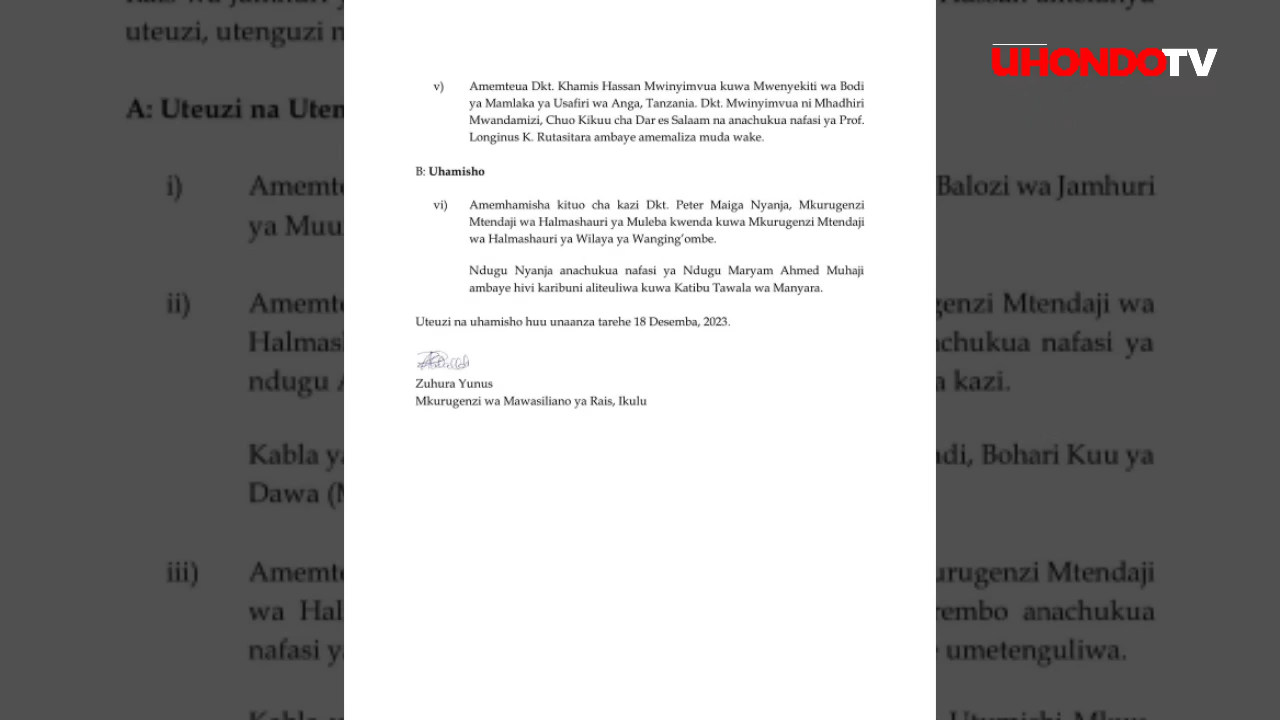 uteuzi, utenguzi n
UHONDOTV
A: Uteuzi na Uten
i) Amemte
Balozi wa Jamhuri
ya Muu
ii) Amemte
genzi Mtendaji wa
Halmas
achukua nafasi ya
ndugu A
a kazi.
Kabla ya
di, Bohari Kuu ya
Dawa (M
iii) Amemte
urugenzi Mtendaji
wa Hal
rembo anachukua
nafasi y
e umetenguliwa.
v) Amemteua Dkt. Khamis Hassan Mwinyimvua kuwa Mwenyekiti wa Bodi
ya Mamlaka ya Usafiri wa Anga, Tanzania. Dkt. Mwinyimvua ni Mhadhiri
Mwandamizi, Chuo Kikuu cha Dar es Salaam na anachukua nafasi ya Prof.
Longinus K. Rutasitara ambaye amemaliza muda wake.
B: Uhamisho
vi) Amemhamisha kituo cha kazi Dkt. Peter Maiga Nyanja, Mkurugenzi
Mtendaji wa Halmashauri ya Muleba kwenda kuwa Mkurugenzi Mtendaji
wa Halmashauri ya Wilaya ya Wanging’ombe.
Ndugu Nyanja anachukua nafasi ya Ndugu Maryam Ahmed Muhaji
ambaye hivi karibuni aliteuliwa kuwa Katibu Tawala wa Manyara.
Uteuzi na uhamisho huu unaanza tarehe 18 Desemba, 2023.
Zuhura Yunus
Mkurugenzi wa Mawasiliano ya Rais, Ikulu